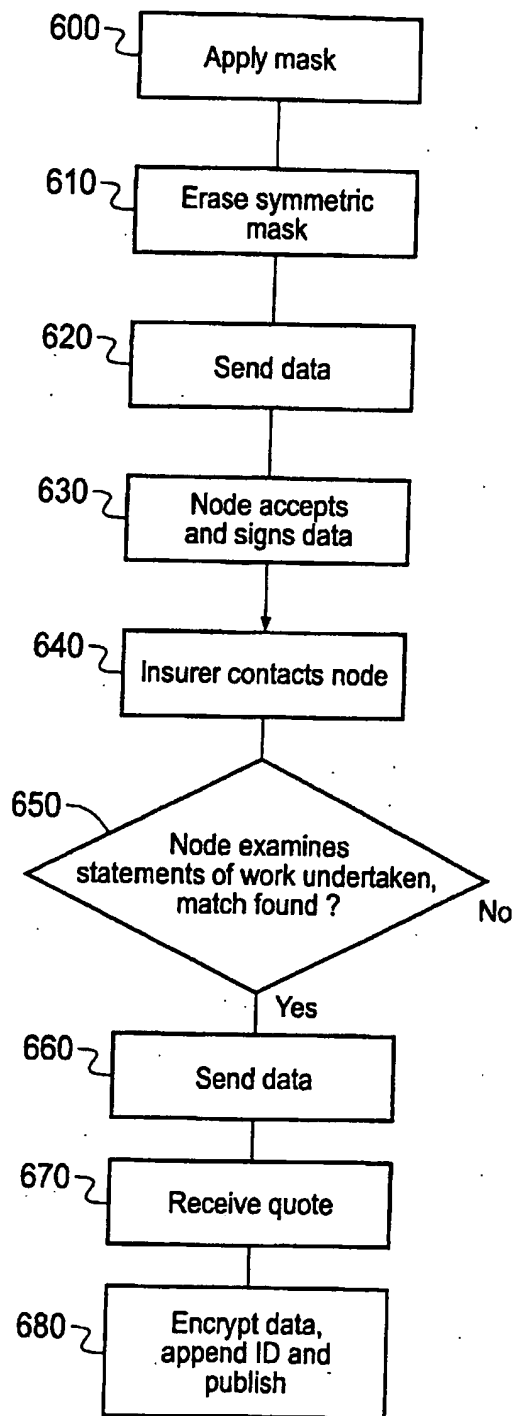 600
Apply mask
610
Erase symmetric
mask
620
Send data
630
Node accepts
and signs data
640
Insurer contacts node
650
Node examines
statements of work undertaken,
match found ?
No
Yes
660
Send data
670
Receive quote
680
Encrypt data,
append ID and
publish